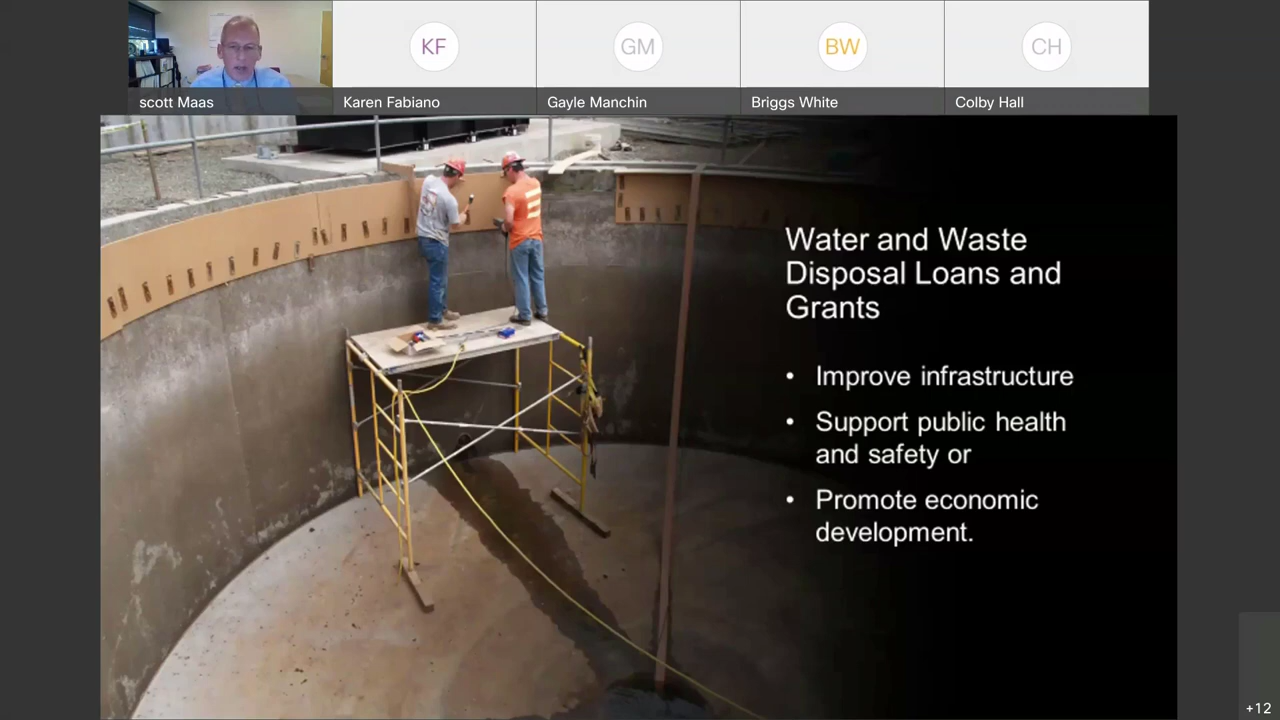 KF
GM
BW
CH
scott Maas
Karen Fabiano
Gayle Manchin
Briggs White
Colby Hall
Water and Waste
Disposal Loans and
Grants
• Improve infrastructure
• Support public health
and safety or
• Promote economic
development.
+12